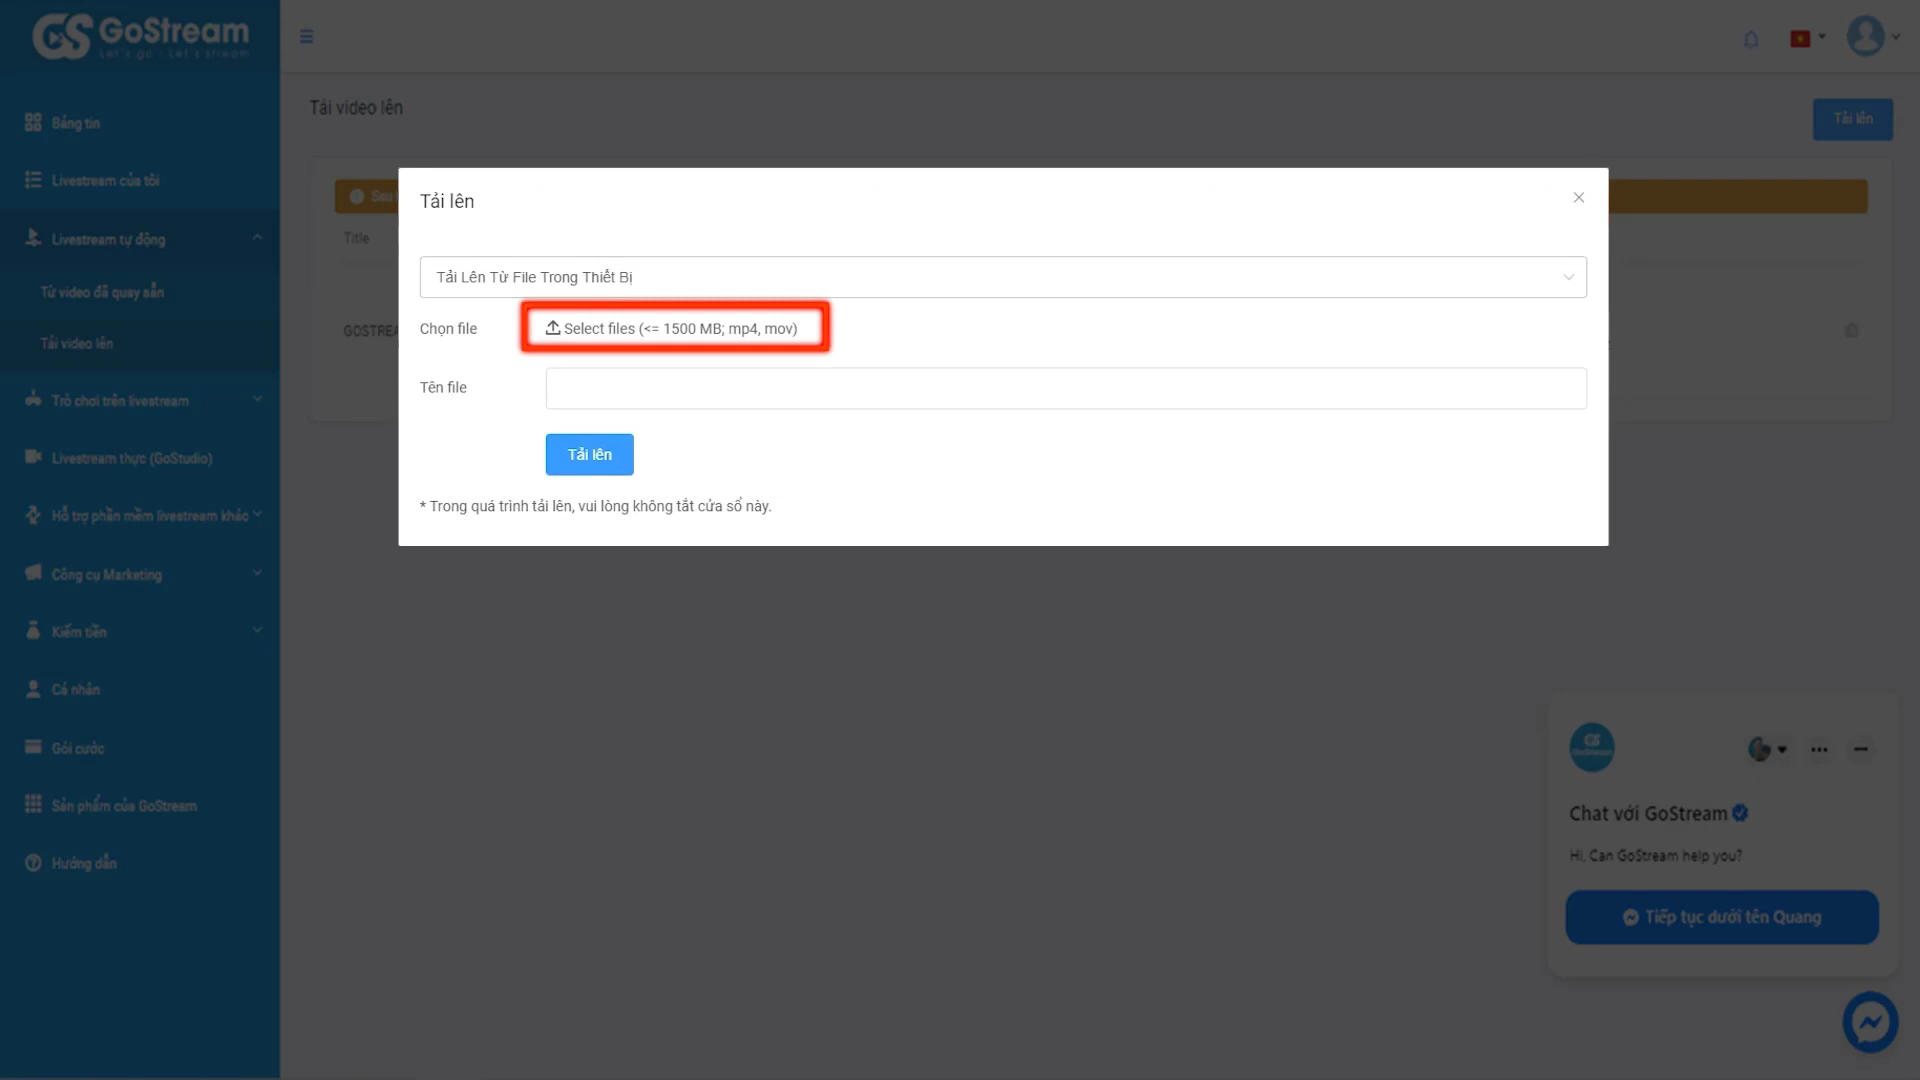 GoStream
Let's go - Let's stream
Bảng tin
Livestream của tôi
Livestream tự động
Từ video đã quay sẵn
Tải video lên
Trò chơi trên livestream
Livestream thực (GoStudio)
Hỗ trợ phần mềm livestream khác
Công cụ Marketing
Kiếm tiền
Cá nhân
Gói cước
Sản phẩm của GoStream
Hướng dẫn
Tải video lên
Tải lên
Title
Tải lên
Tải Lên Từ File Trong Thiết Bị
Chọn file
Select files (<= 1500 MB; mp4, mov)
Tên file
Tải lên
* Trong quá trình tải lên, vui lòng không tắt cửa sổ này.
Chat với GoStream
Hi, Can GoStream help you?
Tiếp tục dưới tên Quang